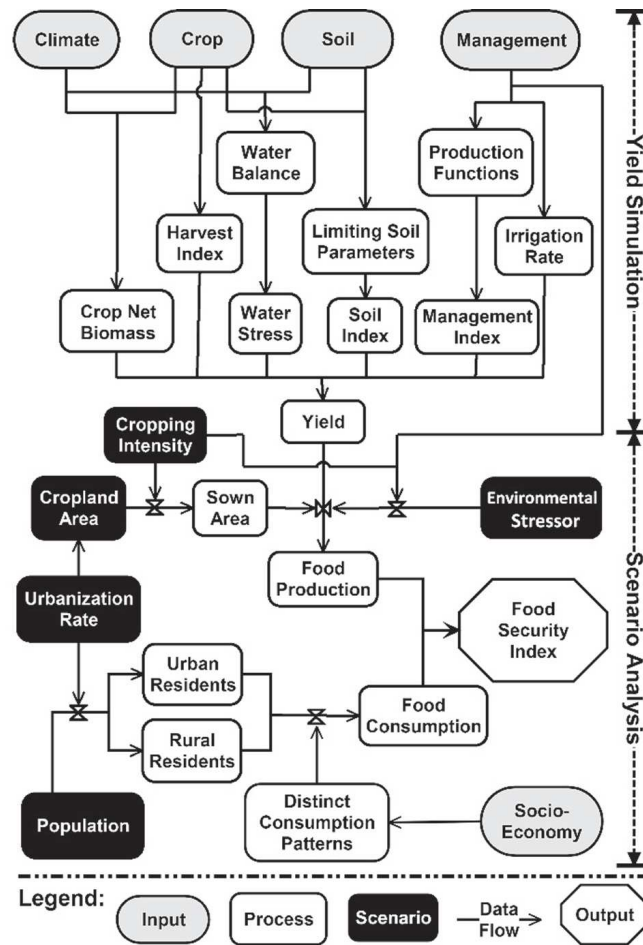 Climate
Crop
Soil
Management
Water
Balance
Production
Functions
Harvest
Index
Limiting Soil
Parameters
Irrigation
Rate
Crop Net
Biomass
Water
Stress
Soil
Index
Management
Index
Yield Simulation
Yield
Cropping
Intensity
Cropland
Area
Sown
Area
Environmental
Stressor
Food
Production
Urbanization
Rate
Food
Security
Index
Urban
Residents
Rural
Residents
Food
Consumption
Population
Distinct
Consumption
Patterns
Socio-
Economy
Scenario Analysis
Legend:
Input
Process
Scenario
Data
Flow
Output